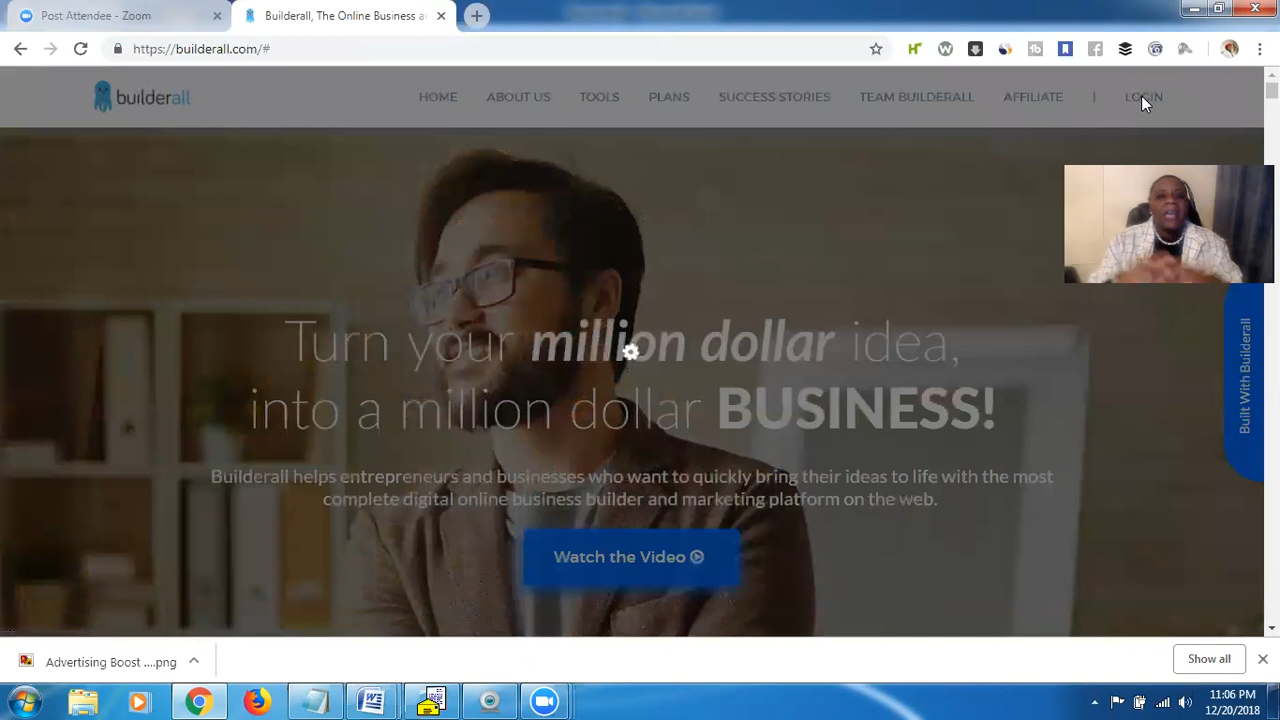 Post Attendee - Zoom
Builderall, The Online Business a
https://builderall.com/#
builderall
HOME
ABOUT US
TOOLS
PLANS
SUCCESS STORIES
TEAM BUILDERALL
AFFILIATE
|
LOGIN
Turn your million dollar idea,
into a million dollar BUSINESS!
Builderall helps entrepreneurs and businesses who want to quickly bring their ideas to life with the most
complete digital online business builder and marketing platform on the web.
Watch the Video
Built With Builderall
Advertising Boost ....png
Show all
11:06 PM
12/20/2018